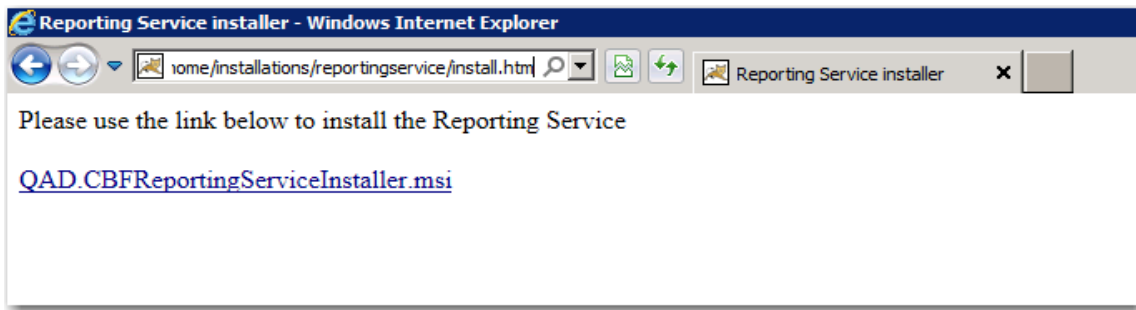 Reporting Service installer - Windows Internet Explorer
ome/installations/reportingservice/install.htm
Reporting Service installer
Please use the link below to install the Reporting Service
QAD.CBFReportingServiceInstaller.msi